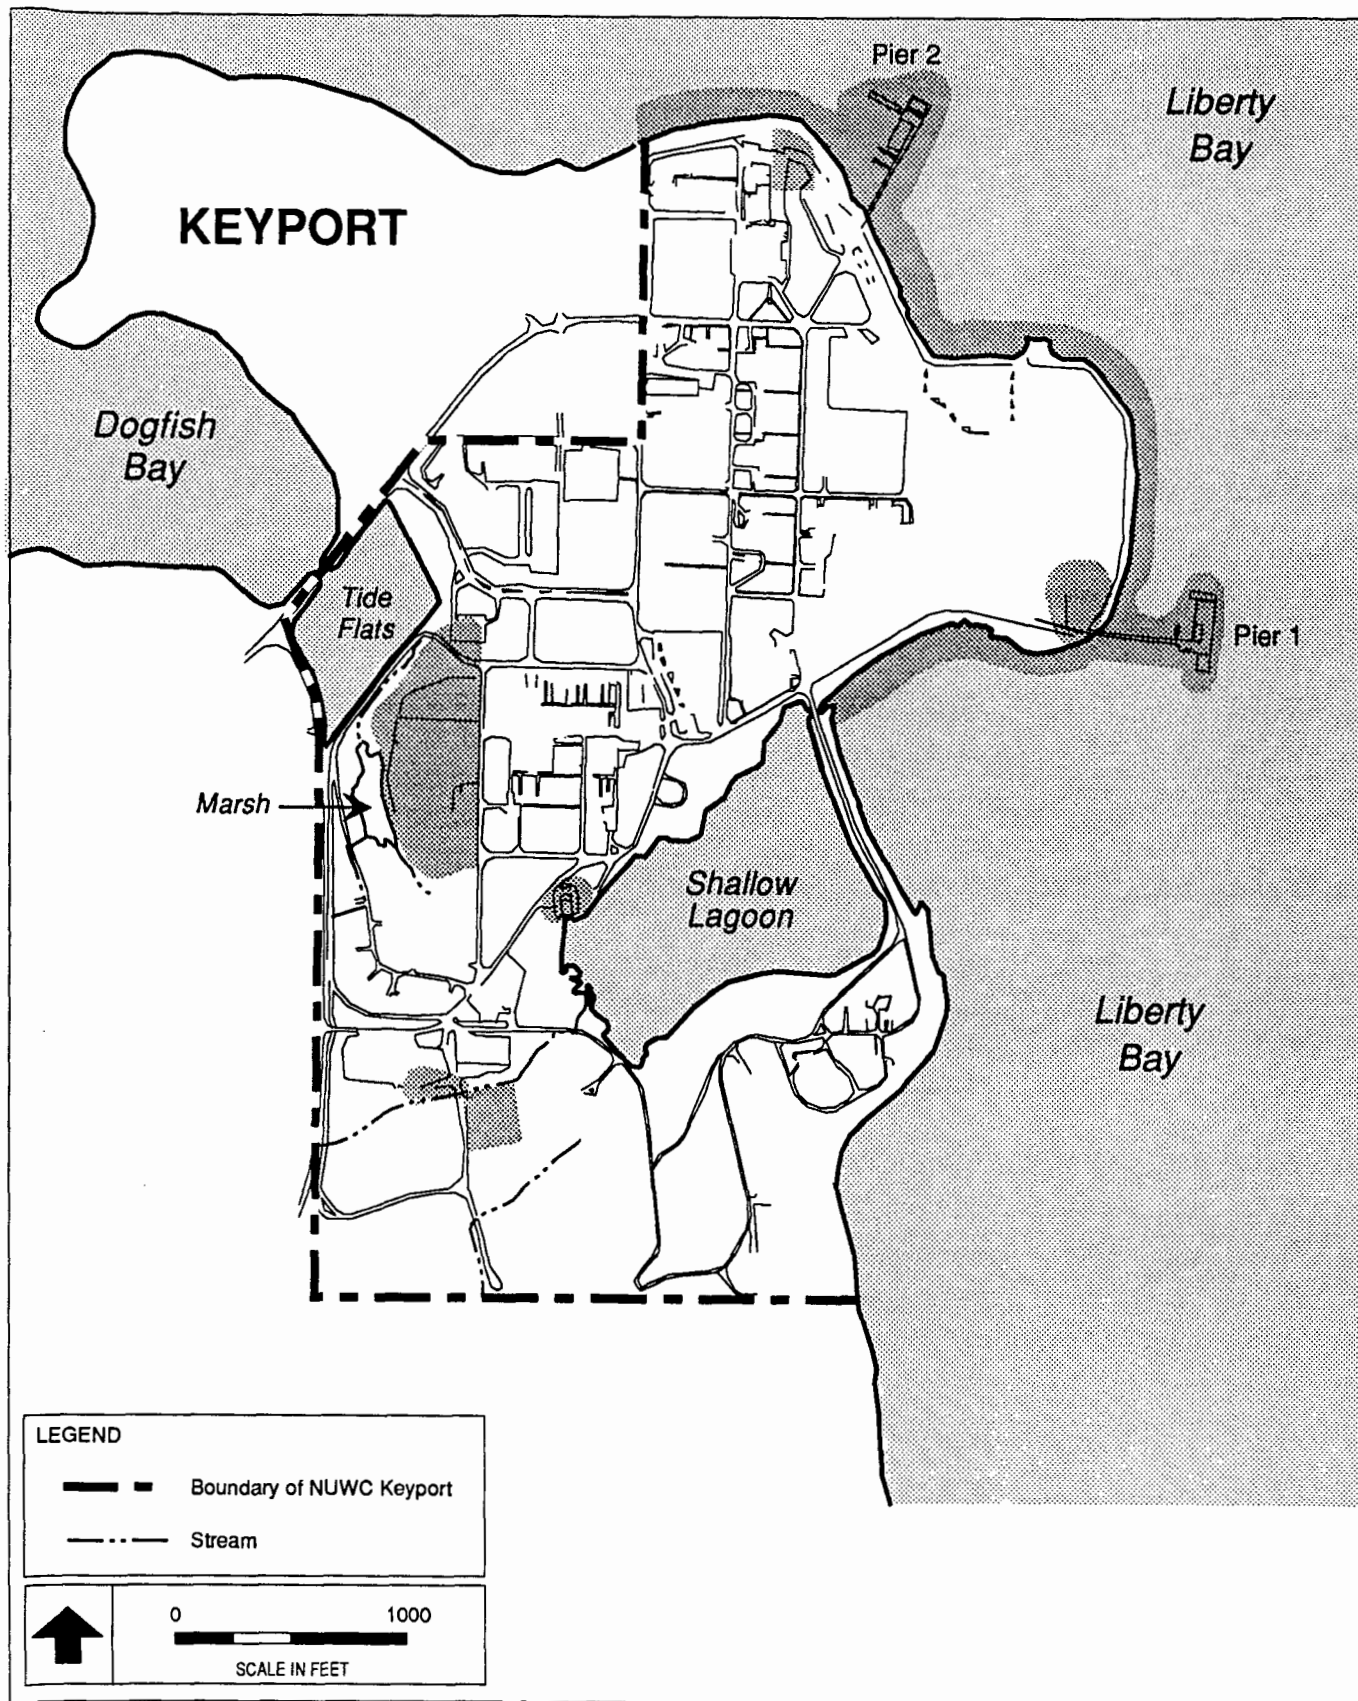 Pier 2
Liberty
Bay
KEYPORT
Dogfish
Bay
Tide
Flats
Pier 1
Marsh
Shallow
Lagoon
Liberty
Bay
LEGEND
Boundary of NUWC Keyport
Stream
0 1000
SCALE IN FEET